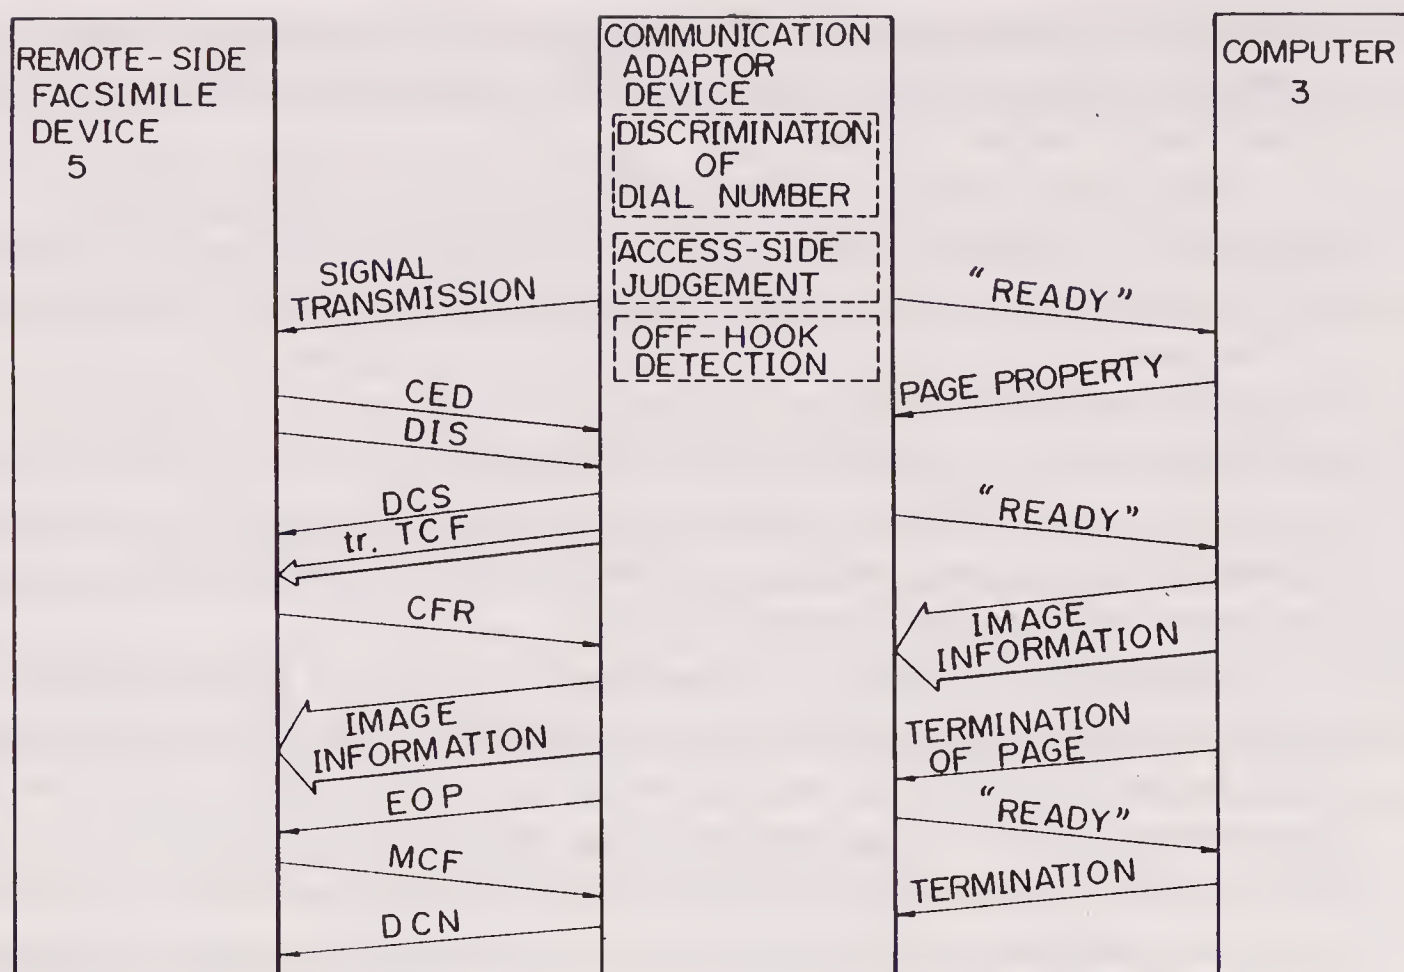 REMOTE-SIDE
FACSIMILE
DEVICE
5
COMMUNICATION
ADAPTOR
DEVICE
DISCRIMINATION
OF
DIAL NUMBER
ACCESS-SIDE
JUDGEMENT
OFF-HOOK
DETECTION
COMPUTER
3
SIGNAL
TRANSMISSION
CED
DIS
DCS
tr. TCF
CFR
IMAGE
INFORMATION
EOP
MCF
DCN
“READY”
PAGE PROPERTY
“READY”
IMAGE
INFORMATION
TERMINATION
OF PAGE
“READY”
TERMINATION